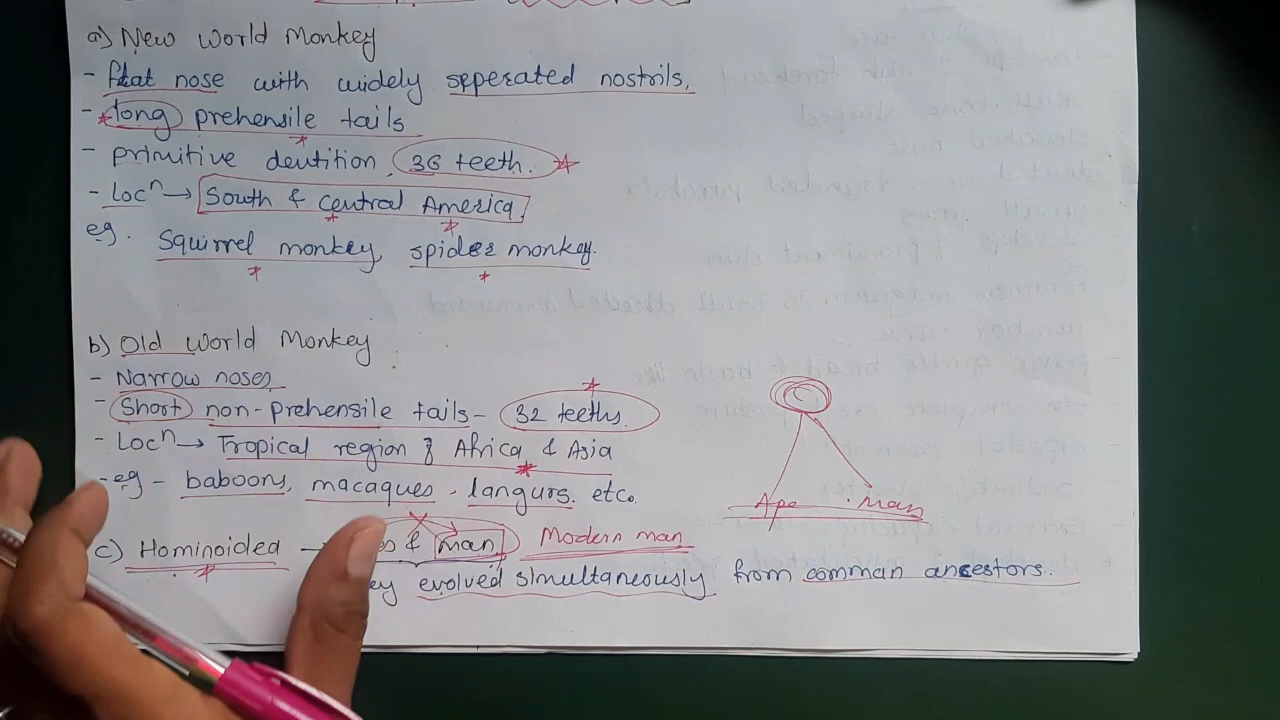 a) New World Monkey
- flat nose with widely seperated nostrils,
- long prehensile tails
- primitive dentition, 36 teeth.
- Locⁿ → South & Central America,
eg. Squirrel monkey, spider monkey.
b) Old World Monkey
- Narrow noses
- Short non-prehensile tails - 32 teeths.
- Locⁿ → Tropical region of Africa & Asia
- eg - baboons, macaques, langurs. etc.
Ape Man
c) Hominoidea → & man Modern man
evolved simultaneously from comman ancestors.